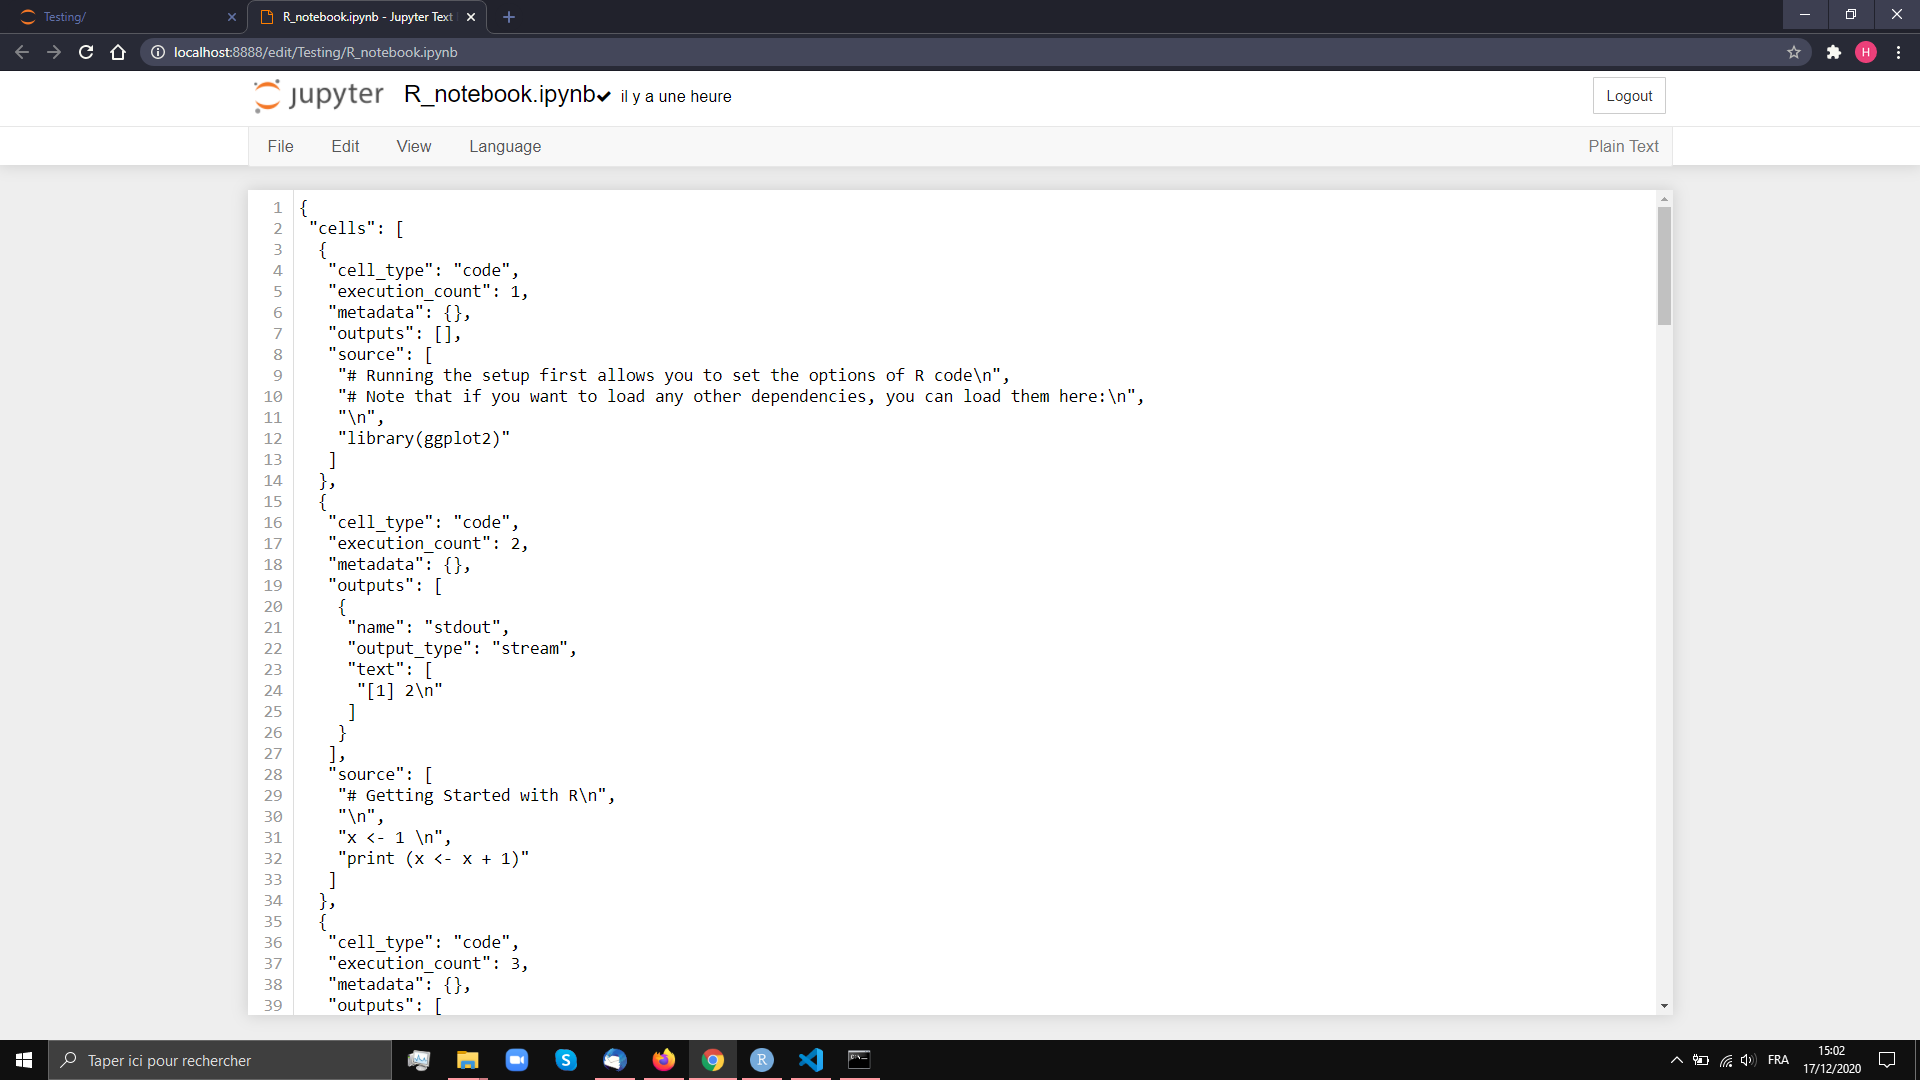 Testing/
R_notebook.ipynb - Jupyter Text
localhost:8888/edit/Testing/R_notebook.ipynb
H
jupyter R_notebook.ipynb il y a une heure
Logout
File Edit View Language
Plain Text
1 {
2  "cells": [
3   {
4    "cell_type": "code",
5    "execution_count": 1,
6    "metadata": {},
7    "outputs": [],
8    "source": [
9     "# Running the setup first allows you to set the options of R code\n",
10     "# Note that if you want to load any other dependencies, you can load them here:\n",
11     "\n",
12     "library(ggplot2)"
13    ]
14   },
15   {
16    "cell_type": "code",
17    "execution_count": 2,
18    "metadata": {},
19    "outputs": [
20     {
21      "name": "stdout",
22      "output_type": "stream",
23      "text": [
24       "[1] 2\n"
25      ]
26     }
27    ],
28    "source": [
29     "# Getting Started with R\n",
30     "\n",
31     "x <- 1 \n",
32     "print (x <- x + 1)"
33    ]
34   },
35   {
36    "cell_type": "code",
37    "execution_count": 3,
38    "metadata": {},
39    "outputs": [
Taper ici pour rechercher
S
R
FRA
15:02
17/12/2020